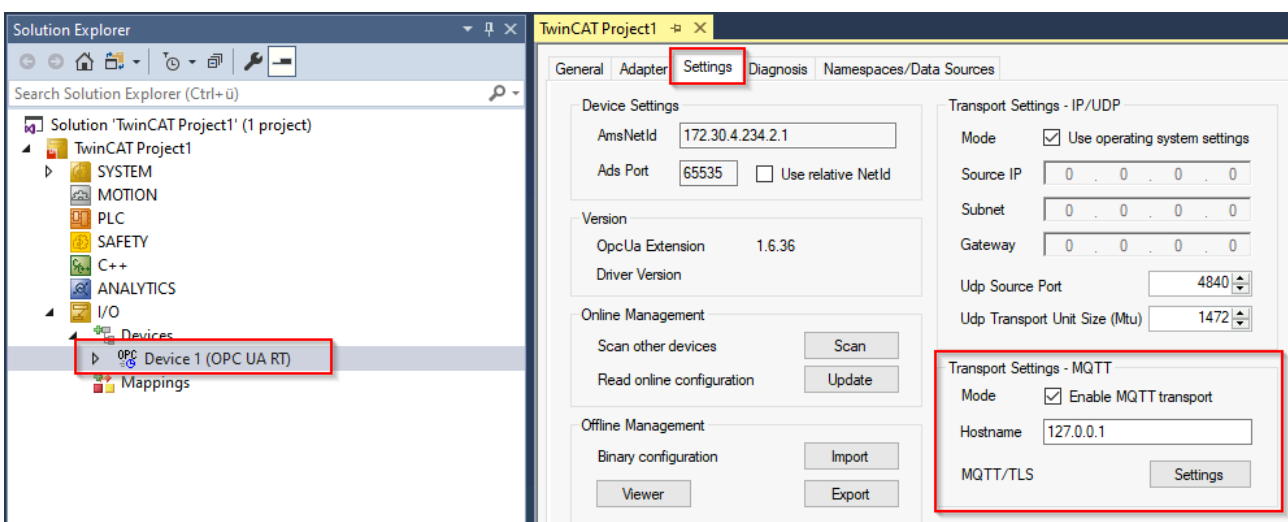 Solution Explorer
Search Solution Explorer (Ctrl+ü)
Solution 'TwinCAT Project1' (1 project)
TwinCAT Project1
SYSTEM
MOTION
PLC
SAFETY
C++
ANALYTICS
I/O
Devices
OPC Device 1 (OPC UA RT)
Mappings
TwinCAT Project1
General Adapter Settings Diagnosis Namespaces/Data Sources
Device Settings
AmsNetId 172.30.4.234.2.1
Ads Port 65535 Use relative NetId
Version
OpcUa Extension 1.6.36
Driver Version
Online Management
Scan other devices Scan
Read online configuration Update
Offline Management
Binary configuration Import
Viewer Export
Transport Settings - IP/UDP
Mode Use operating system settings
Source IP 0 . 0 . 0 . 0
Subnet 0 . 0 . 0 . 0
Gateway 0 . 0 . 0 . 0
Udp Source Port 4840
Udp Transport Unit Size (Mtu) 1472
Transport Settings - MQTT
Mode Enable MQTT transport
Hostname 127.0.0.1
MQTT/TLS Settings